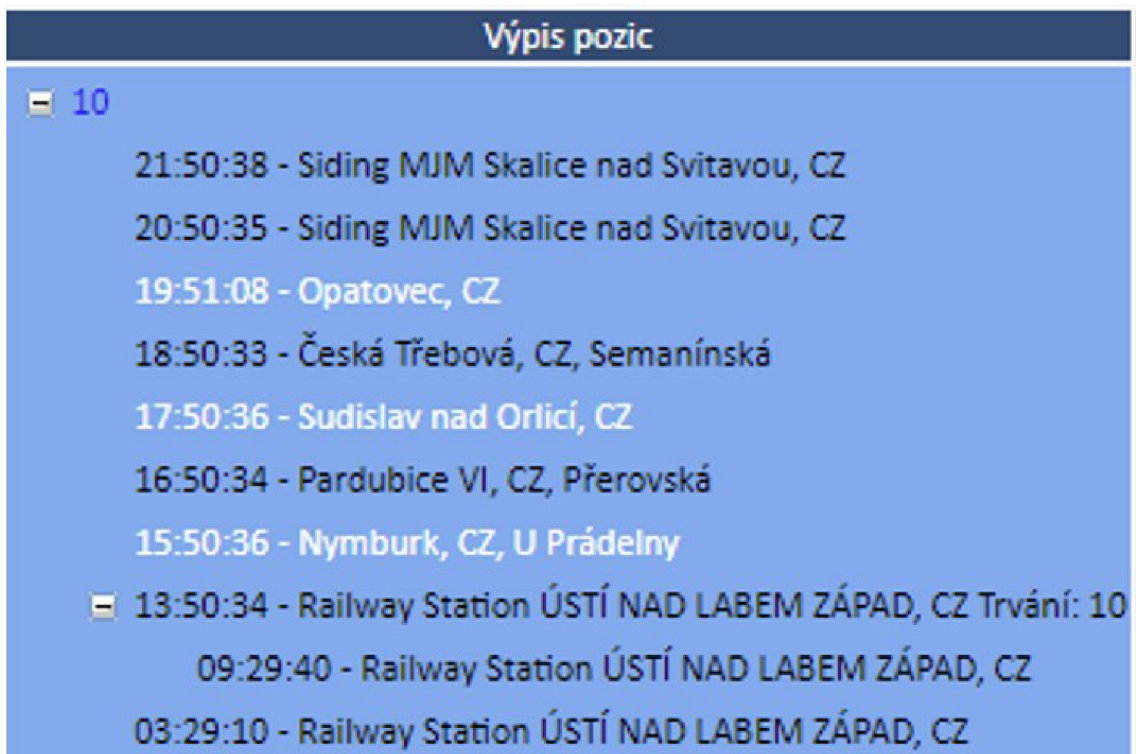 Výpis pozic
10
21:50:38 - Siding MJM Skalice nad Svitavou, CZ
20:50:35 - Siding MJM Skalice nad Svitavou, CZ
19:51:08 - Opatovec, CZ
18:50:33 - Česká Třebová, CZ, Semanínská
17:50:36 - Sudislav nad Orlicí, CZ
16:50:34 - Pardubice VI, CZ, Přerovská
15:50:36 - Nymburk, CZ, U Prádelny
13:50:34 - Railway Station ÚSTÍ NAD LABEM ZÁPAD, CZ Trvání: 10
09:29:40 - Railway Station ÚSTÍ NAD LABEM ZÁPAD, CZ
03:29:10 - Railway Station ÚSTÍ NAD LABEM ZÁPAD, CZ